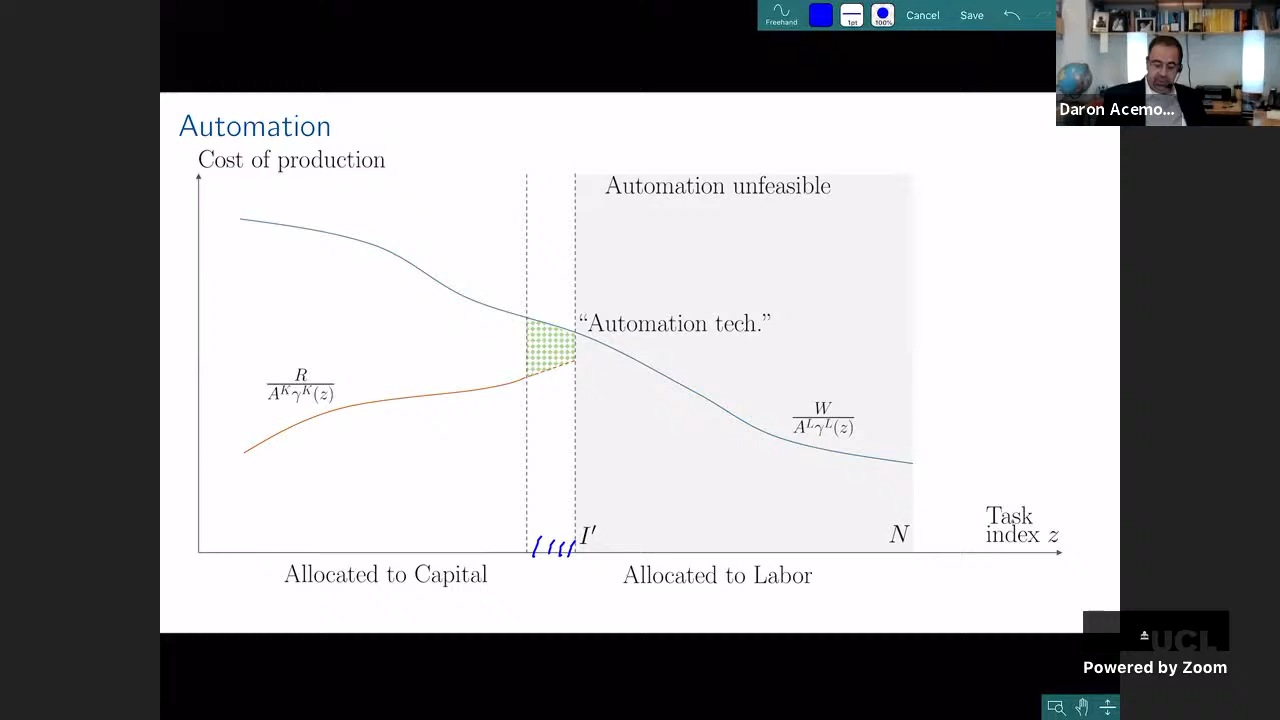 Freehand
1pt
100%
Cancel
Save
Daron Acemo...
Automation
Cost of production
Automation unfeasible
"Automation tech."
R
A^K γ^K(z)
W
A^L γ^L(z)
Task
index z
I′
N
Allocated to Capital
Allocated to Labor
UCL
Powered by Zoom